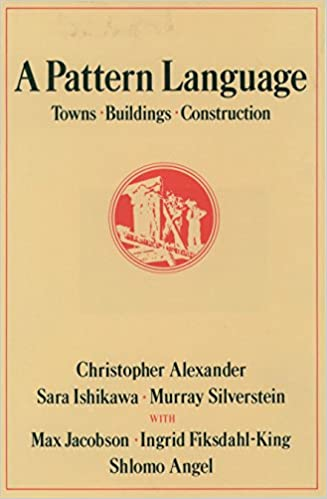 A Pattern Language
Towns · Buildings · Construction
Christopher Alexander
Sara Ishikawa · Murray Silverstein
WITH
Max Jacobson · Ingrid Fiksdahl-King
Shlomo Angel